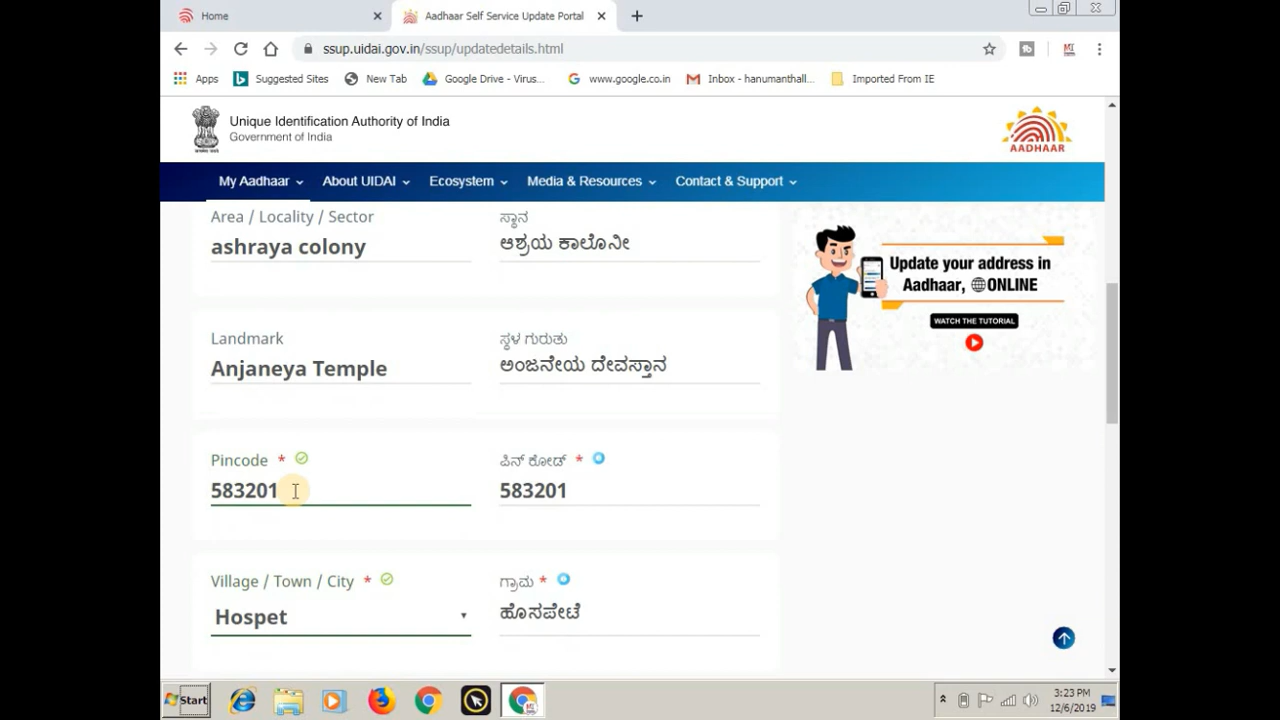 Home
Aadhaar Self Service Update Portal
ssup.uidai.gov.in/ssup/updatedetails.html
Apps
Suggested Sites
New Tab
Google Drive - Virus...
www.google.co.in
Inbox - hanumanthall...
Imported From IE
Unique Identification Authority of India
Government of India
AADHAAR
My Aadhaar
About UIDAI
Ecosystem
Media & Resources
Contact & Support
Area / Locality / Sector
ಸ್ಥಾನ
ashraya colony
ಆಶ್ರಯ ಕಾಲೊನೀ
Update your address in
Aadhaar, ONLINE
WATCH THE TUTORIAL
Landmark
ಸ್ಥಳ ಗುರುತು
Anjaneya Temple
ಅಂಜನೇಯ ದೇವಸ್ತಾನ
Pincode *
ಪಿನ್ ಕೋಡ್ *
583201
583201
Village / Town / City *
ಗ್ರಾಮ *
Hospet
ಹೊಸಪೇಟೆ
Start
3:23 PM
12/6/2019